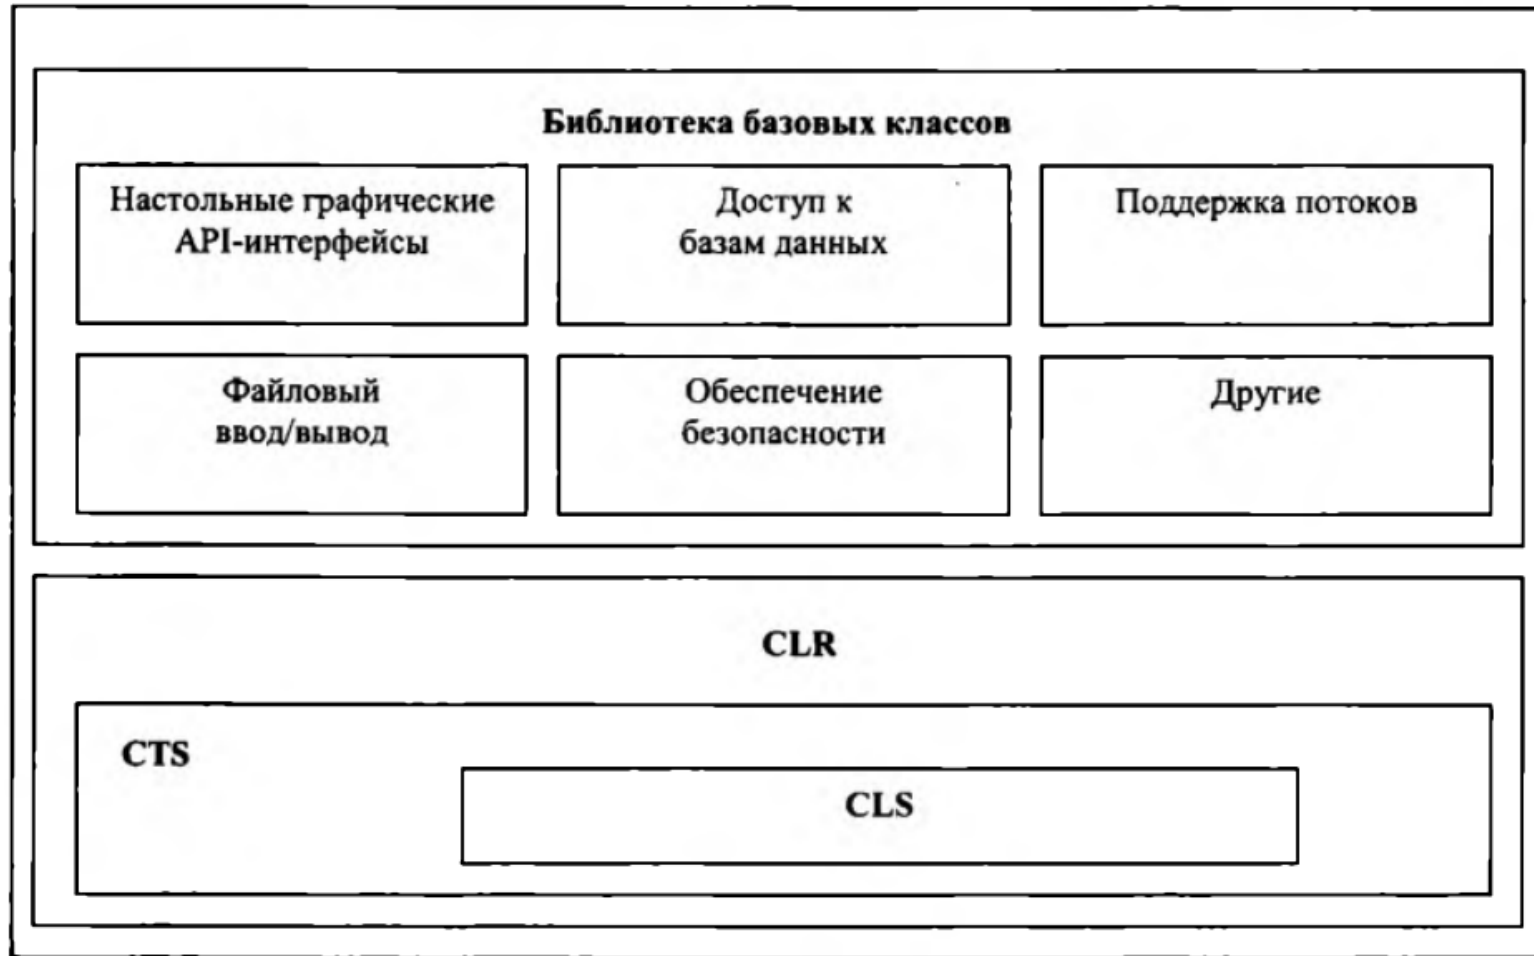 Библиотека базовых классов
Настольные графические
API-интерфейсы
Доступ к
базам данных
Поддержка потоков
Файловый
ввод/вывод
Обеспечение
безопасности
Другие
CLR
CTS
CLS